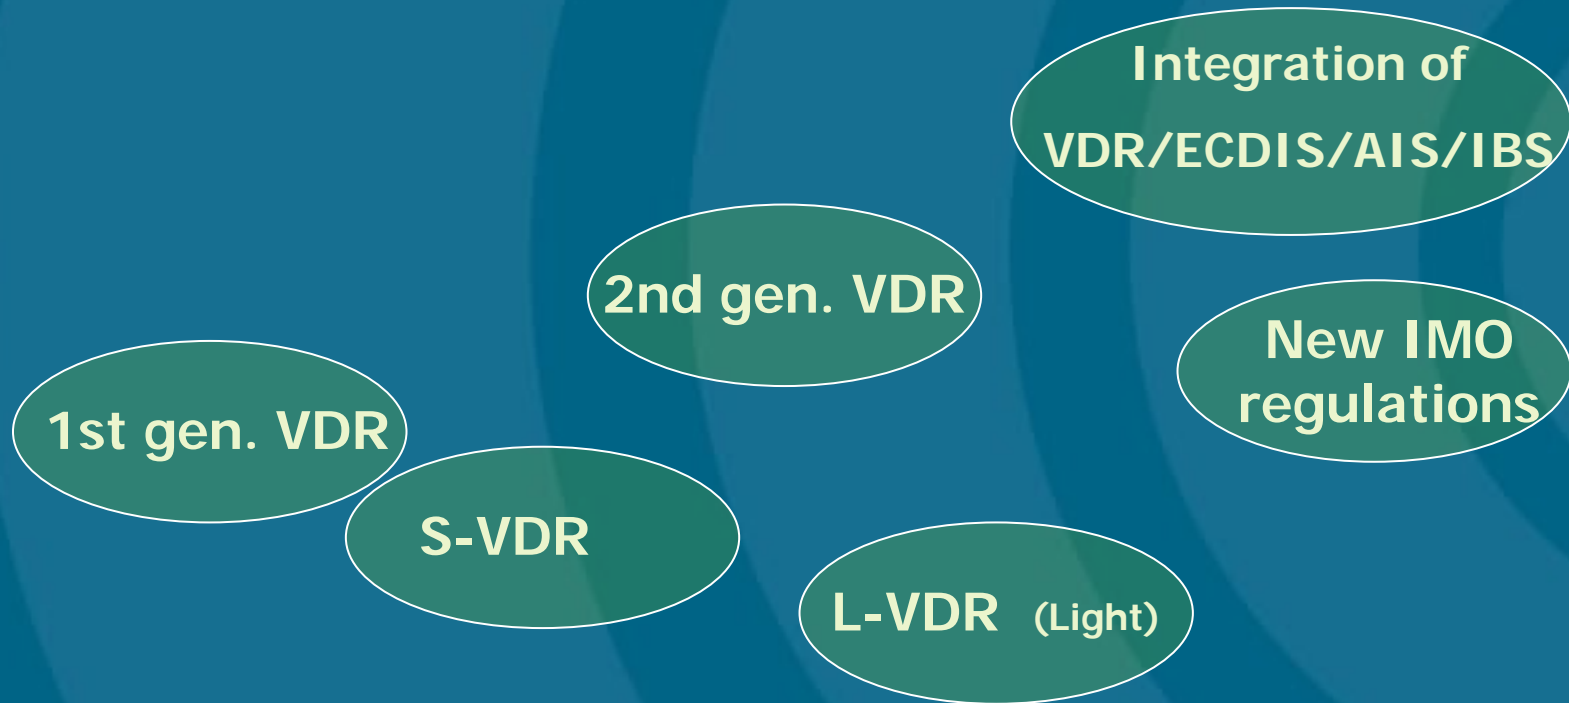 Integration of
VDR/ECDIS/AIS/IBS
2nd gen. VDR
New IMO
regulations
1st gen. VDR
S-VDR
L-VDR (Light)